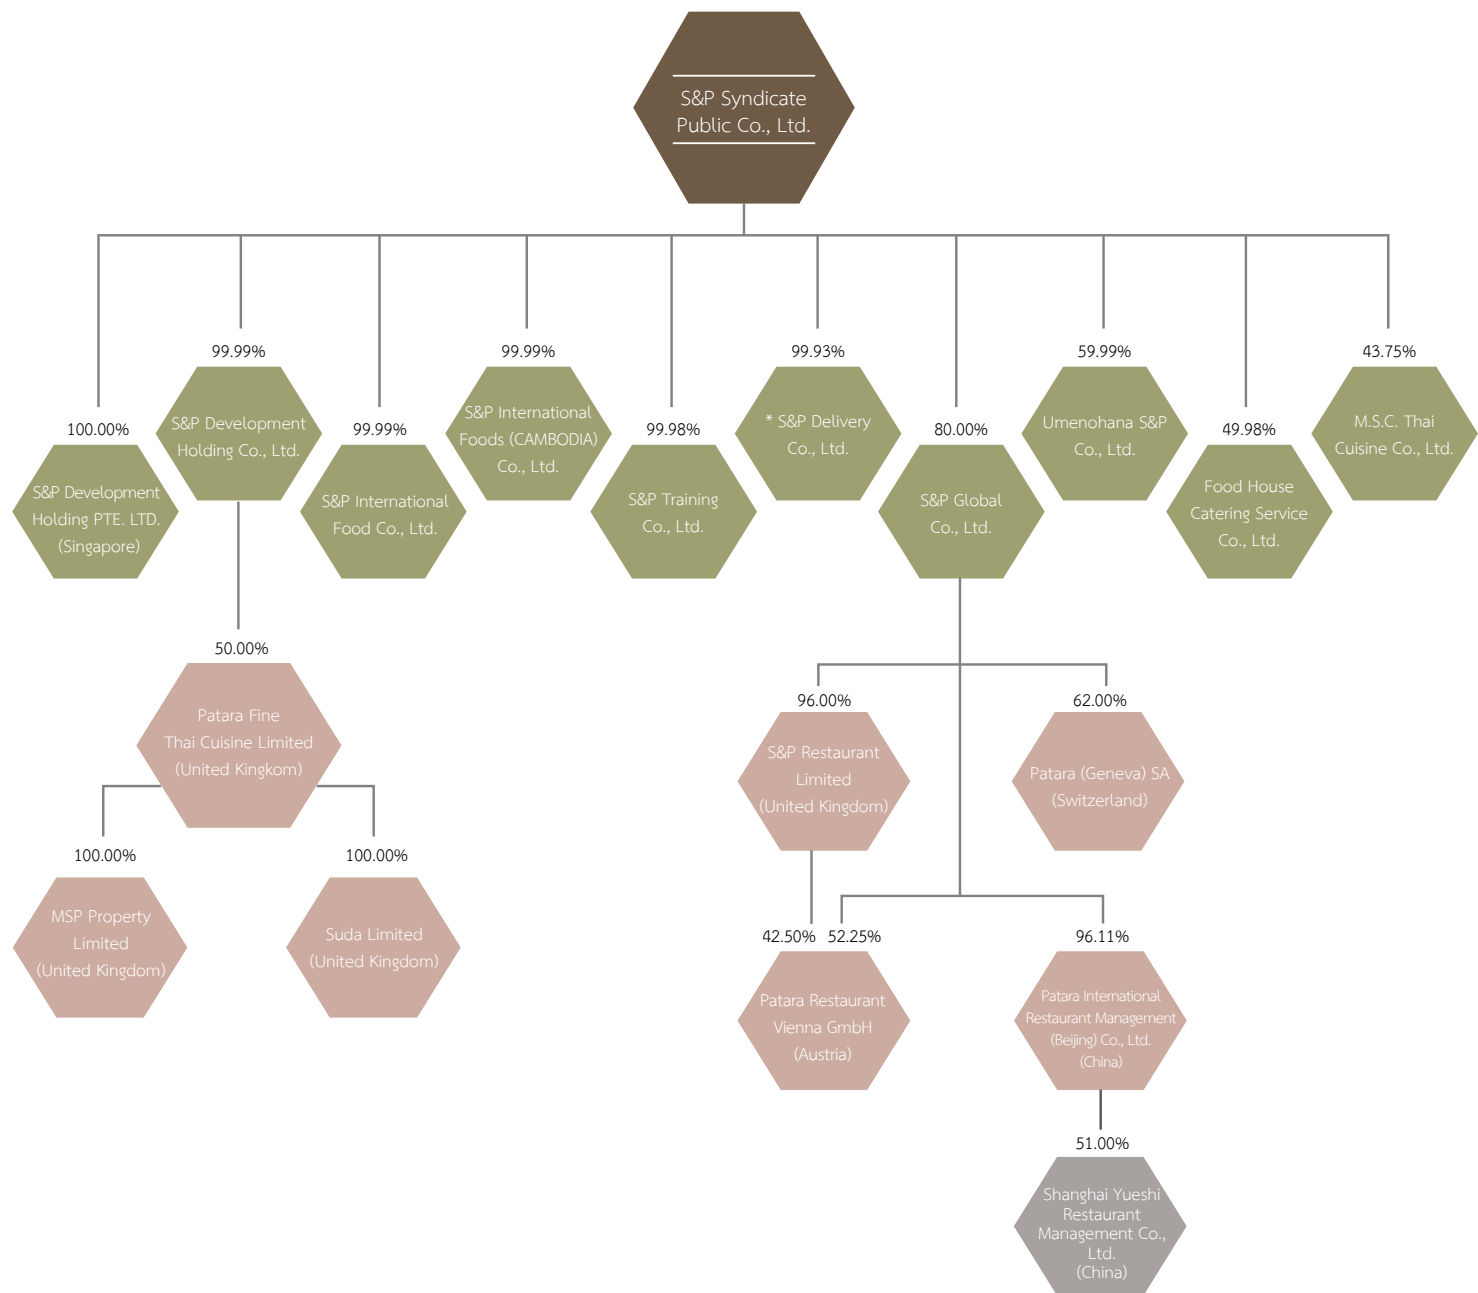 S&P Syndicate
Public Co., Ltd.
100.00%
S&P Development
Holding PTE. LTD.
(Singapore)
99.99%
S&P Development
Holding Co., Ltd.
99.99%
S&P International
Food Co., Ltd.
99.99%
S&P International
Foods (CAMBODIA)
Co., Ltd.
99.98%
S&P Training
Co., Ltd.
99.93%
* S&P Delivery
Co., Ltd.
80.00%
S&P Global
Co., Ltd.
59.99%
Umenohana S&P
Co., Ltd.
49.98%
Food House
Catering Service
Co., Ltd.
43.75%
M.S.C. Thai
Cuisine Co., Ltd.
50.00%
Patara Fine
Thai Cuisine Limited
(United Kingkom)
100.00%
MSP Property
Limited
(United Kingdom)
100.00%
Suda Limited
(United Kingdom)
96.00%
S&P Restaurant
Limited
(United Kingdom)
62.00%
Patara (Geneva) SA
(Switzerland)
42.50% 52.25%
Patara Restaurant
Vienna GmbH
(Austria)
96.11%
Patara International
Restaurant Management
(Beijing) Co., Ltd.
(China)
51.00%
Shanghai Yueshi
Restaurant
Management Co.,
Ltd.
(China)